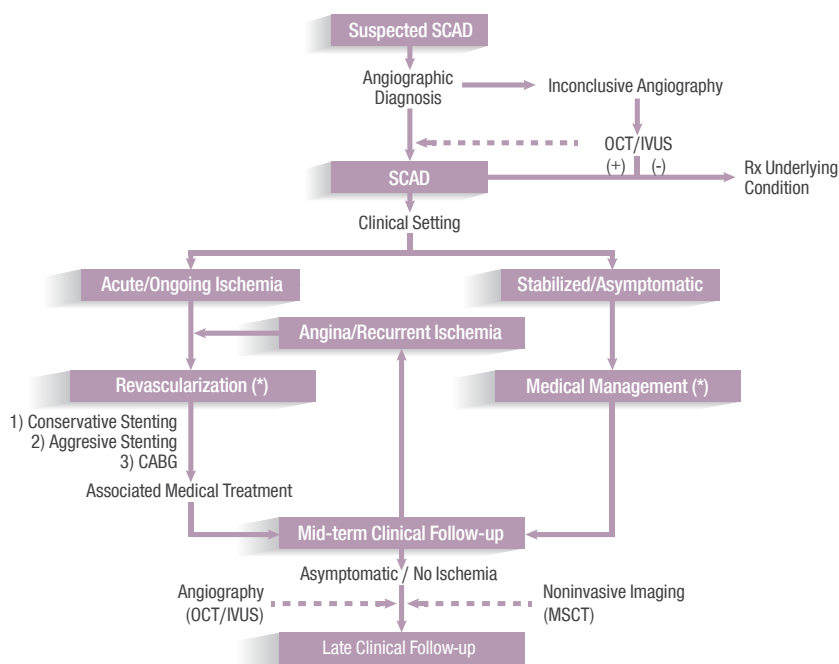 Suspected SCAD
Angiographic
Diagnosis
Inconclusive Angiography
OCT/IVUS
(+) (-)
Rx Underlying
Condition
SCAD
Clinical Setting
Acute/Ongoing Ischemia
Stabilized/Asymptomatic
Angina/Recurrent Ischemia
Revascularization (*)
Medical Management (*)
1) Conservative Stenting
2) Aggresive Stenting
3) CABG
Associated Medical Treatment
Mid-term Clinical Follow-up
Asymptomatic / No Ischemia
Angiography
(OCT/IVUS)
Noninvasive Imaging
(MSCT)
Late Clinical Follow-up